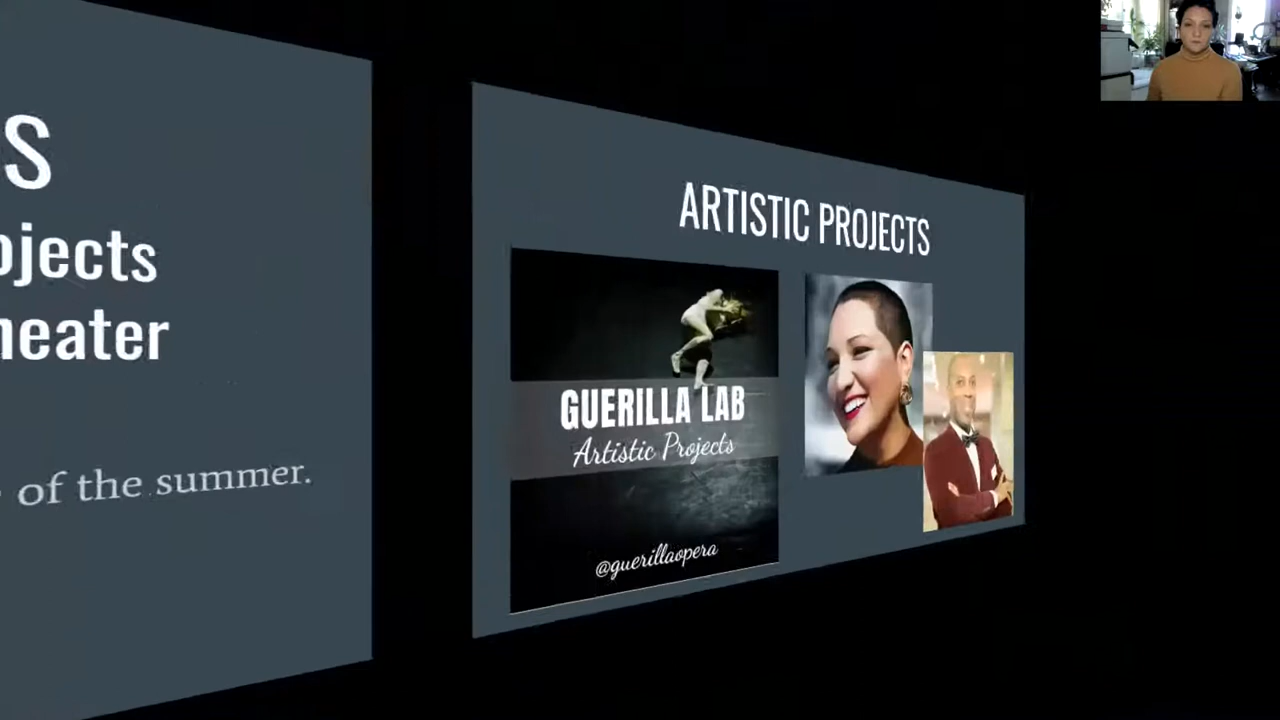 S
ojects
heater
of the summer.
ARTISTIC PROJECTS
GUERILLA LAB
Artistic Projects
@guerillaopera